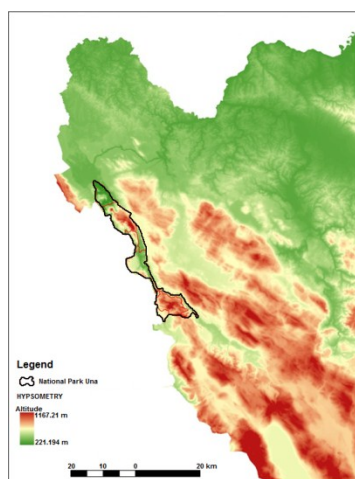 Legend
National Park Una
HYPSOMETRY
Altitude
1167.21 m
221.194 m
20 10 0 20 km